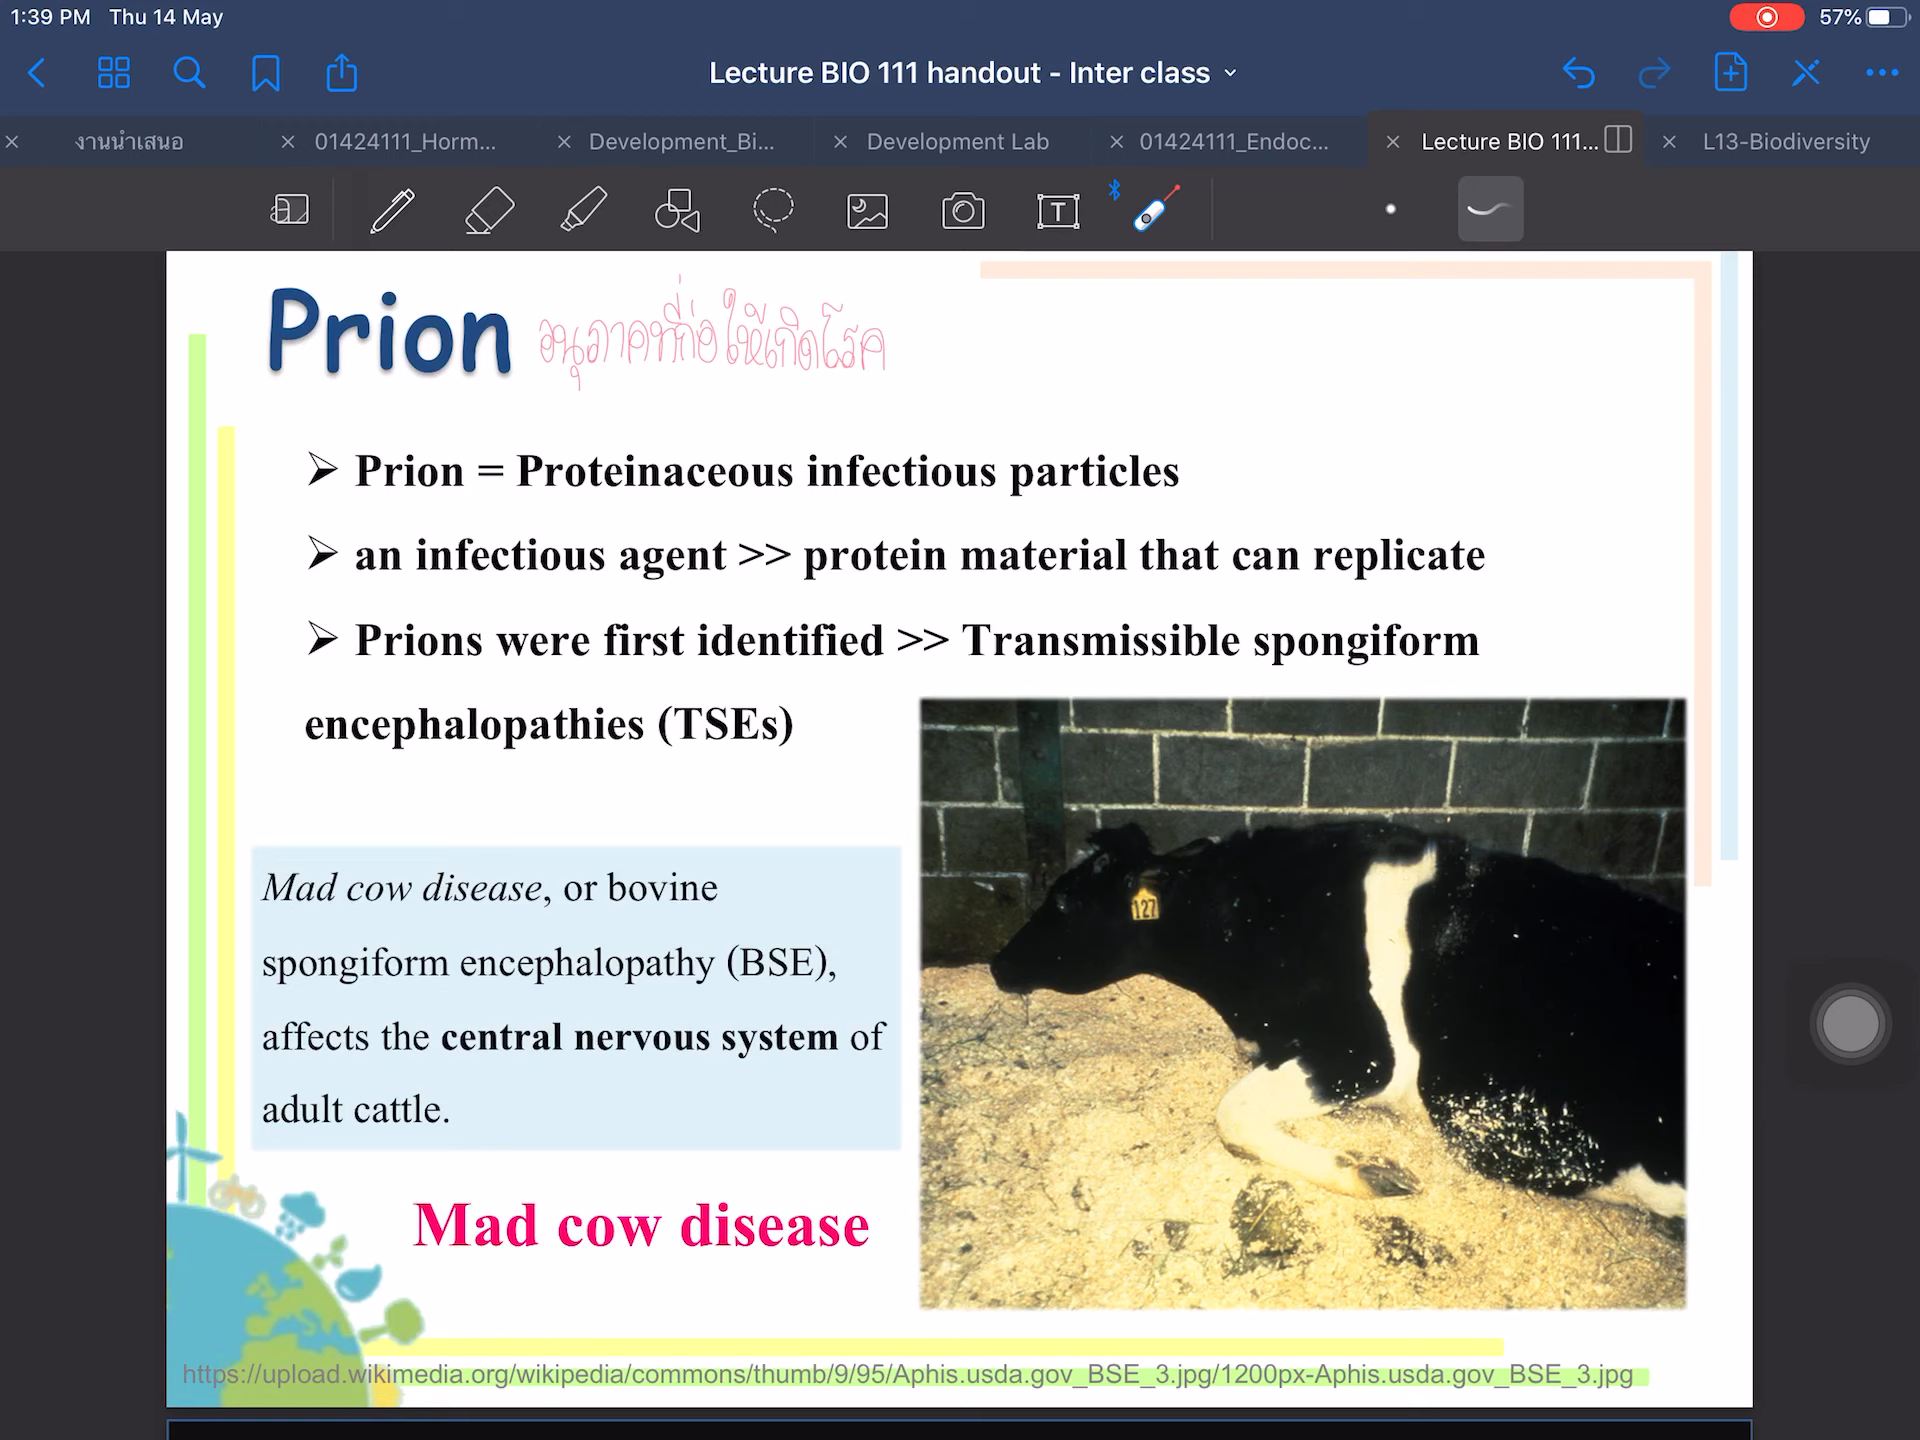 1:39 PM Thu 14 May
57%
Lecture BIO 111 handout - Inter class
งานนำเสนอ
01424111_Horm...
Development_Bi...
Development Lab
01424111_Endoc...
Lecture BIO 111...
L13-Biodiversity
Prion อนุภาคที่ก่อให้เกิดโรค
➢ Prion = Proteinaceous infectious particles
➢ an infectious agent >> protein material that can replicate
➢ Prions were first identified >> Transmissible spongiform
encephalopathies (TSEs)
127
Mad cow disease, or bovine
spongiform encephalopathy (BSE),
affects the central nervous system of
adult cattle.
Mad cow disease
https://upload.wikimedia.org/wikipedia/commons/thumb/9/95/Aphis.usda.gov_BSE_3.jpg/1200px-Aphis.usda.gov_BSE_3.jpg